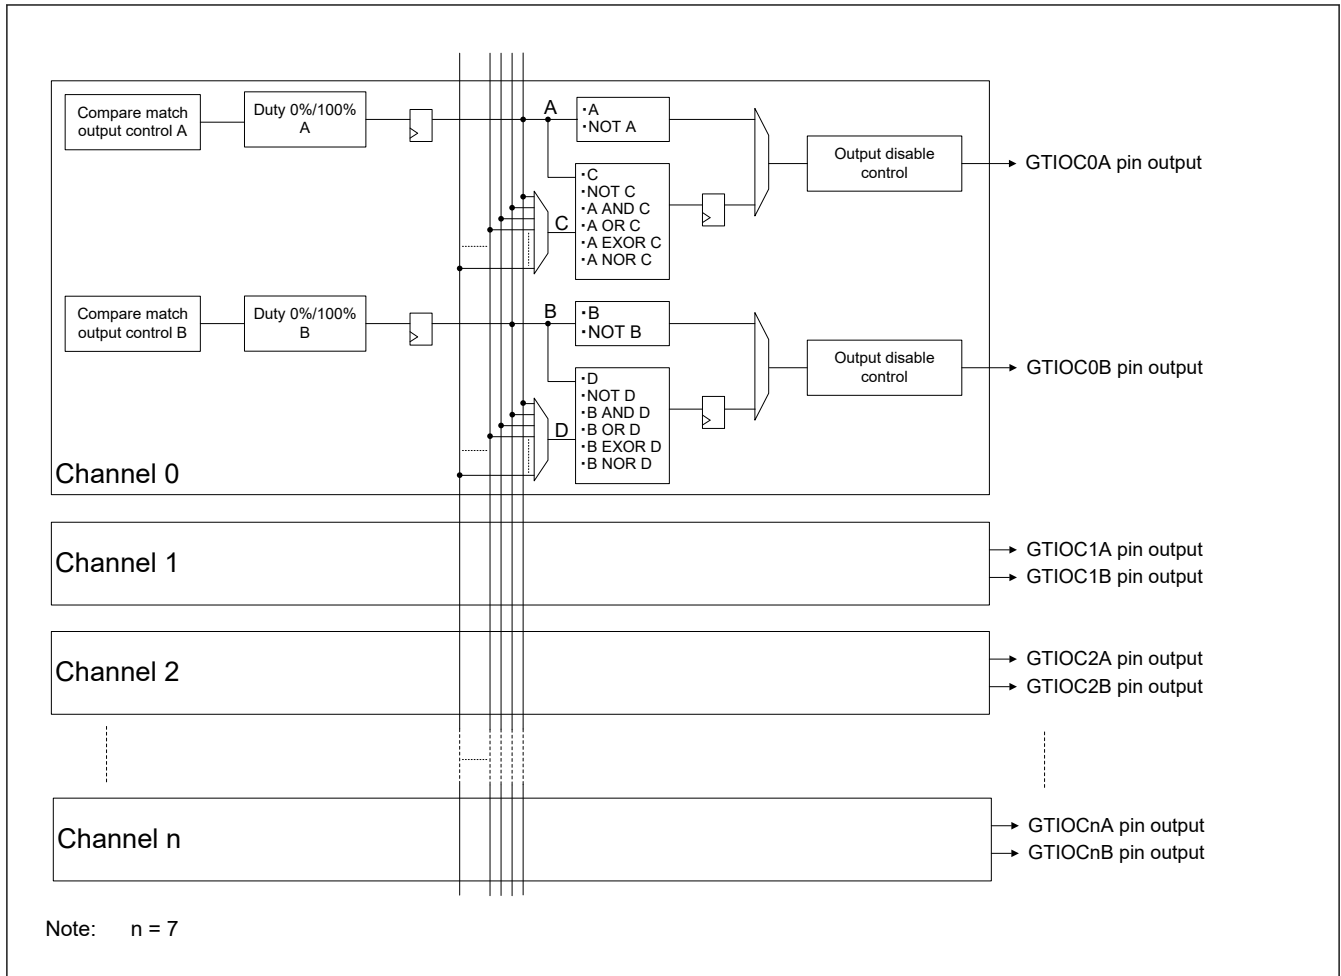 Compare match
output control A
Duty 0%/100%
A
A
·A
·NOT A
·C
·NOT C
·A AND C
·A OR C
·A EXOR C
·A NOR C
C
Output disable
control
GTIOC0A pin output
Compare match
output control B
Duty 0%/100%
B
B
·B
·NOT B
·D
·NOT D
·B AND D
·B OR D
·B EXOR D
·B NOR D
D
Output disable
control
GTIOC0B pin output
Channel 0
Channel 1
GTIOC1A pin output
GTIOC1B pin output
Channel 2
GTIOC2A pin output
GTIOC2B pin output
Channel n
GTIOCnA pin output
GTIOCnB pin output
Note: n = 7